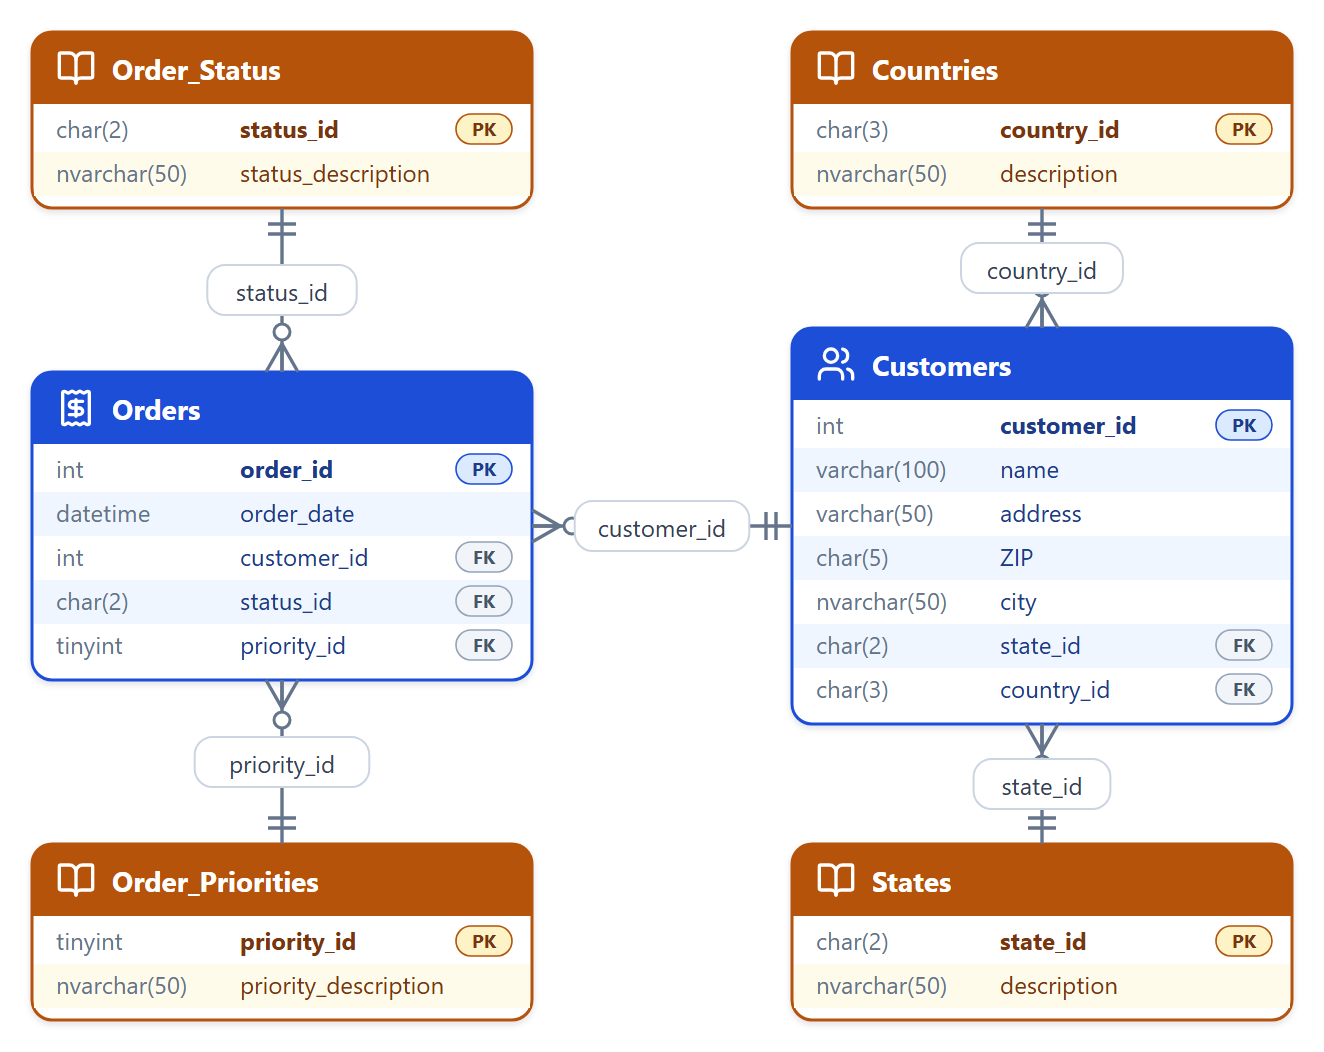 Order_Status
char(2) status_id PK
nvarchar(50) status_description
status_id
Orders
int order_id PK
datetime order_date
int customer_id FK
char(2) status_id FK
tinyint priority_id FK
priority_id
Order_Priorities
tinyint priority_id PK
nvarchar(50) priority_description
customer_id
Countries
char(3) country_id PK
nvarchar(50) description
country_id
Customers
int customer_id PK
varchar(100) name
varchar(50) address
char(5) ZIP
nvarchar(50) city
char(2) state_id FK
char(3) country_id FK
state_id
States
char(2) state_id PK
nvarchar(50) description